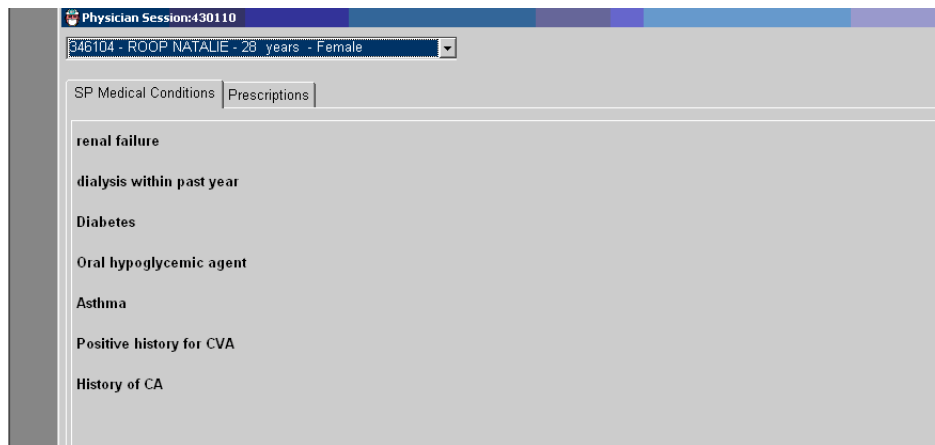 Physician Session:430110
346104 - ROOP NATALIE - 28 years - Female
SP Medical Conditions Prescriptions
renal failure
dialysis within past year
Diabetes
Oral hypoglycemic agent
Asthma
Positive history for CVA
History of CA